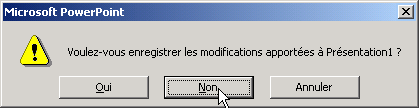 Microsoft PowerPoint
Voulez-vous enregistrer les modifications apportées à Présentation1 ?
Oui Non Annuler